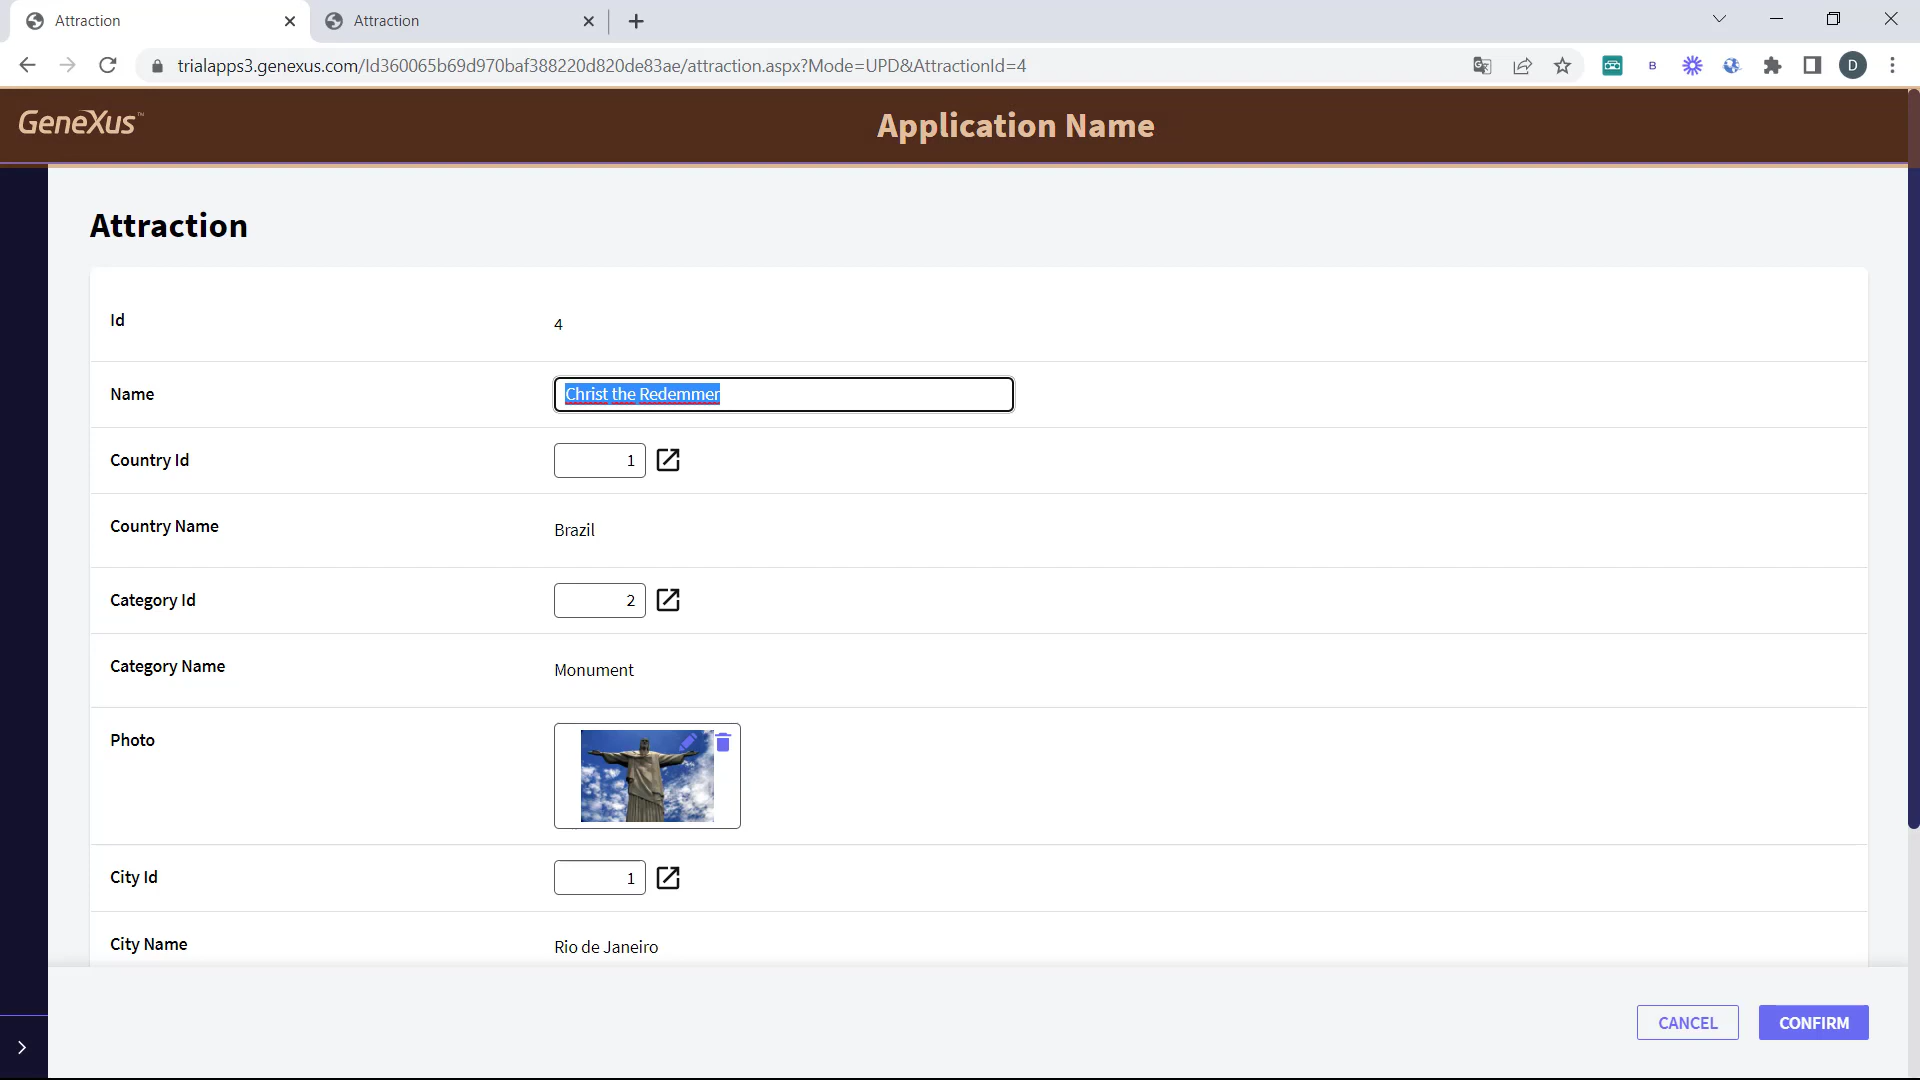 Attraction
Attraction
trialapps3.genexus.com/Id360065b69d970baf388220d820de83ae/attraction.aspx?Mode=UPD&AttractionId=4
B
D
GeneXus™
Application Name
Attraction
Id
4
Name
Christ the Redemmer
Country Id
1
Country Name
Brazil
Category Id
2
Category Name
Monument
Photo
City Id
1
City Name
Rio de Janeiro
CANCEL
CONFIRM